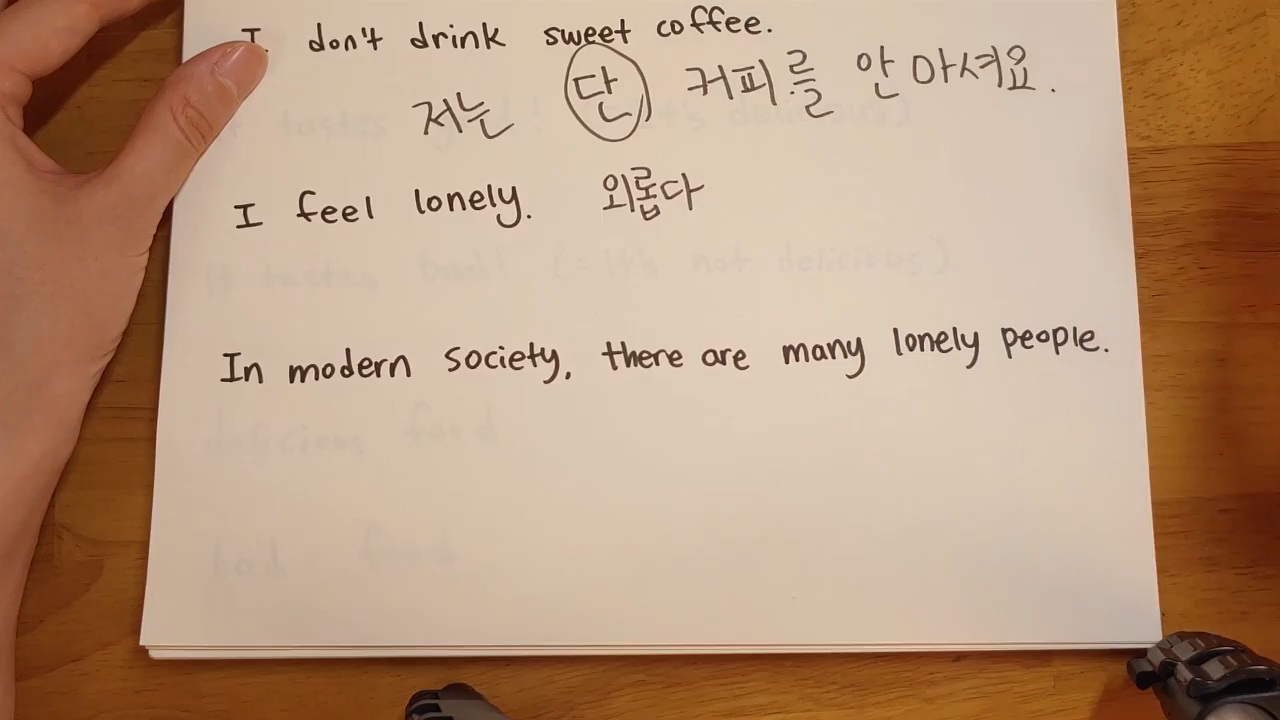 I don't drink sweet coffee.
저는 단 커피를 안 마셔요.
I feel lonely. 외롭다
In modern society, there are many lonely people.